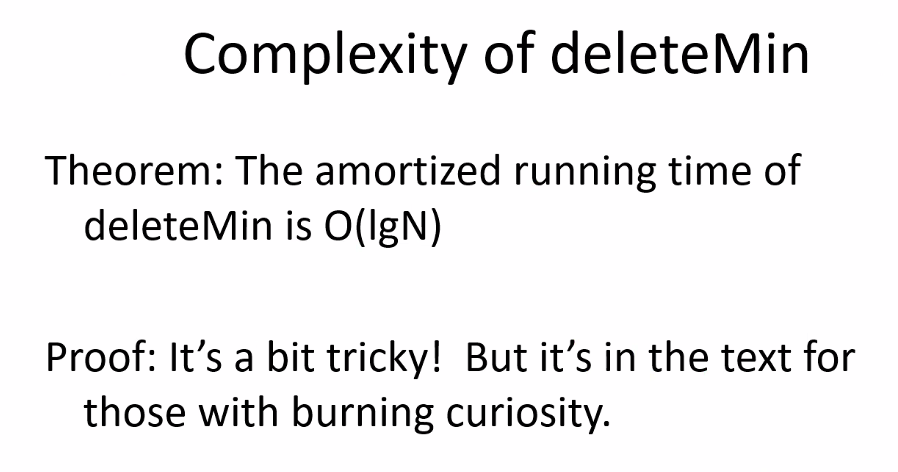 Complexity of deleteMin
Theorem: The amortized running time of
deleteMin is O(lgN)
Proof: It’s a bit tricky!  But it’s in the text for
those with burning curiosity.